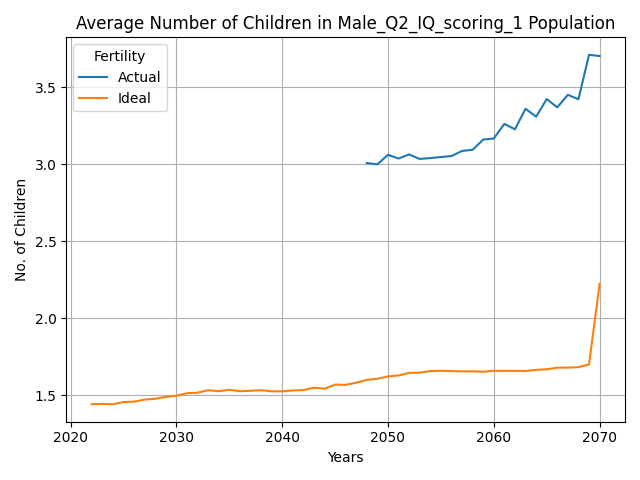 Average Number of Children in Male_Q2_IQ_scoring_1 Population
Fertility
Actual
Ideal
3.5
3.0
2.5
2.0
1.5
No. of Children
2020
2030
2040
2050
2060
2070
Years